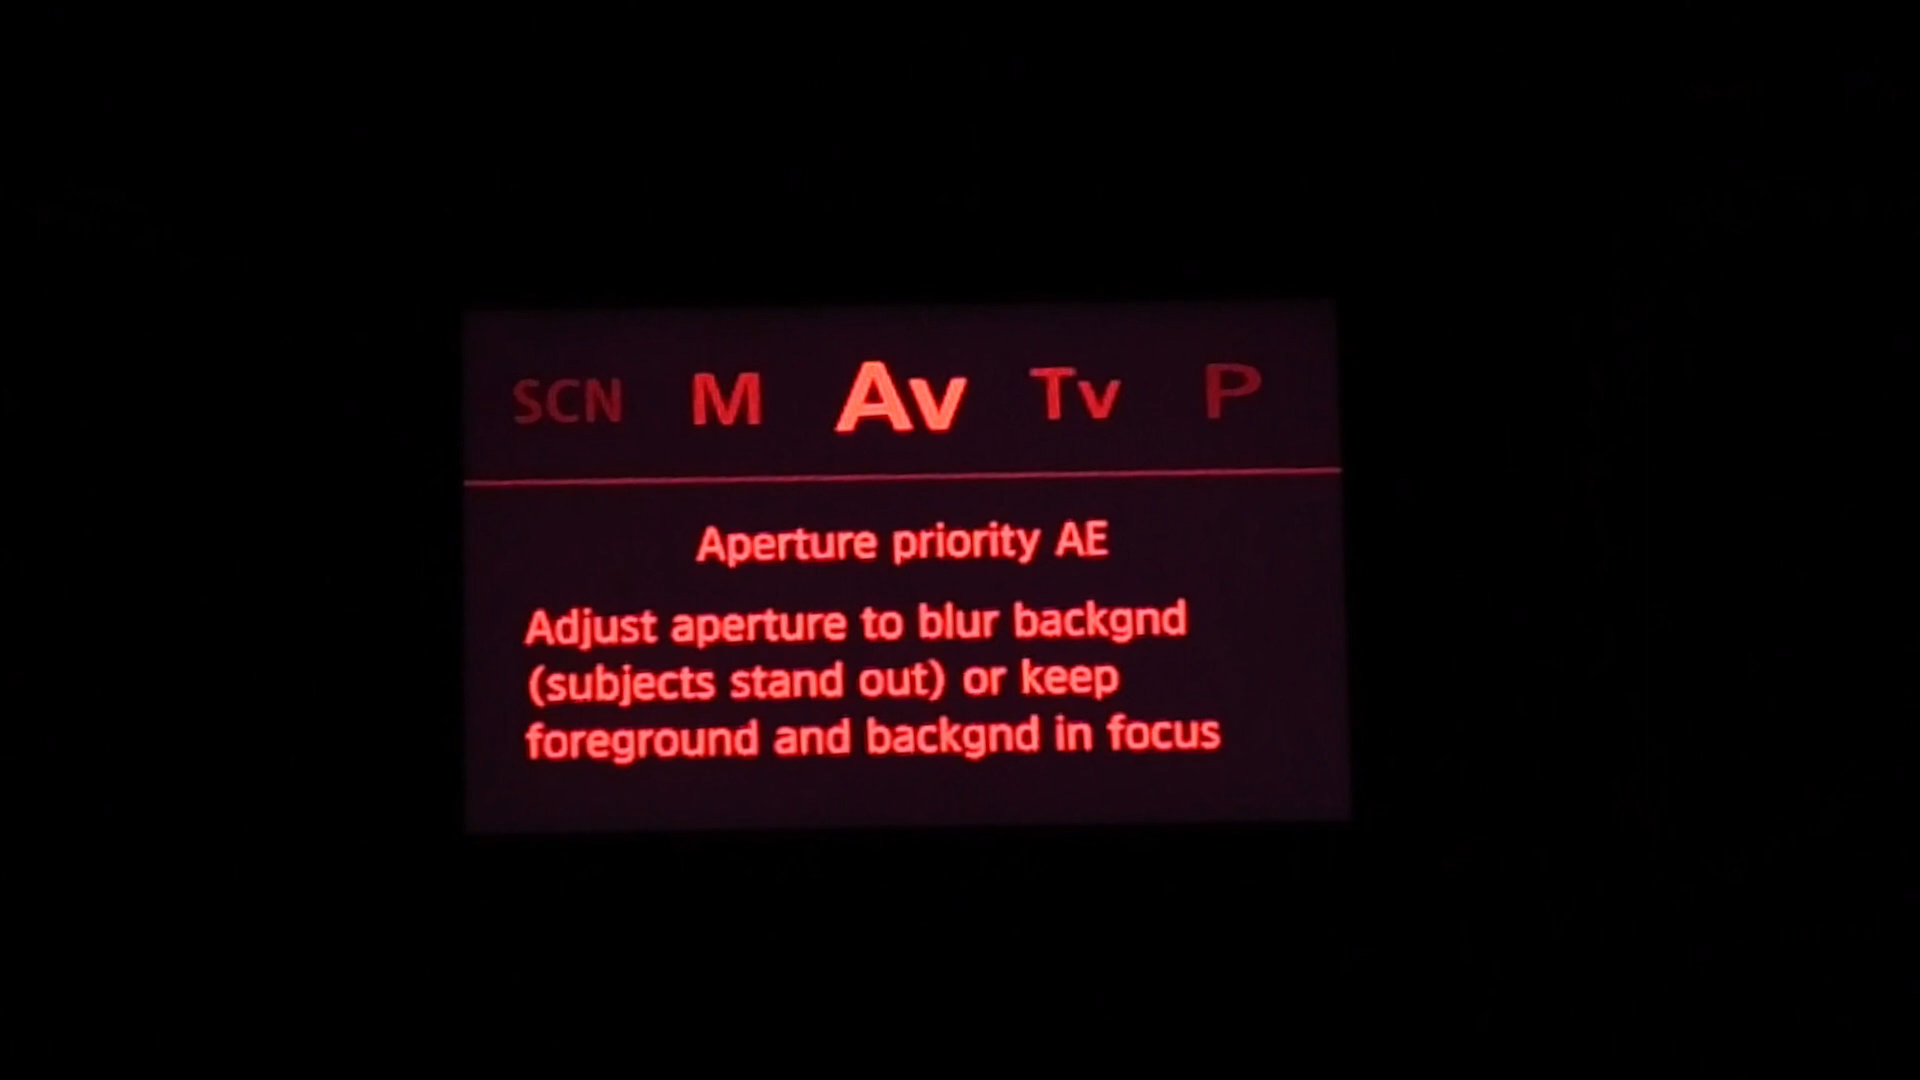 SCN M Av Tv P
Aperture priority AE
Adjust aperture to blur backgnd
(subjects stand out) or keep
foreground and backgnd in focus